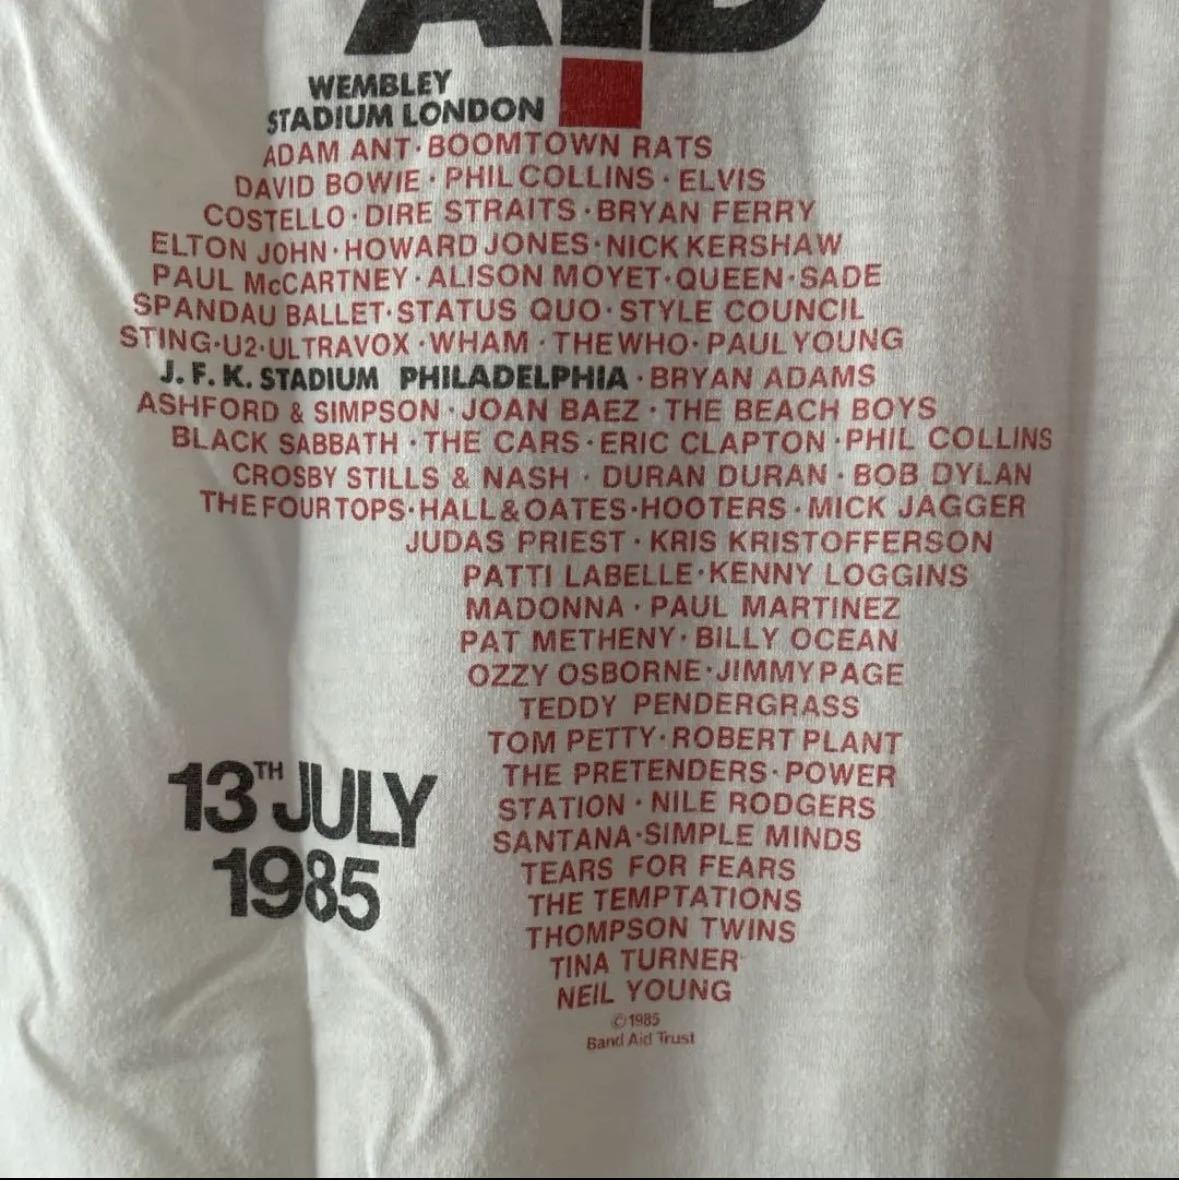 AID
WEMBLEY
STADIUM LONDON
ADAM ANT · BOOMTOWN RATS
DAVID BOWIE · PHIL COLLINS · ELVIS
COSTELLO · DIRE STRAITS · BRYAN FERRY
ELTON JOHN · HOWARD JONES · NICK KERSHAW
PAUL McCARTNEY · ALISON MOYET · QUEEN · SADE
SPANDAU BALLET · STATUS QUO · STYLE COUNCIL
STING · U2 · ULTRAVOX · WHAM · THE WHO · PAUL YOUNG
J. F. K. STADIUM PHILADELPHIA · BRYAN ADAMS
ASHFORD & SIMPSON · JOAN BAEZ · THE BEACH BOYS
BLACK SABBATH · THE CARS · ERIC CLAPTON · PHIL COLLINS
CROSBY STILLS & NASH · DURAN DURAN · BOB DYLAN
THE FOUR TOPS · HALL & OATES · HOOTERS · MICK JAGGER
JUDAS PRIEST · KRIS KRISTOFFERSON
PATTI LABELLE · KENNY LOGGINS
MADONNA · PAUL MARTINEZ
PAT METHENY · BILLY OCEAN
OZZY OSBORNE · JIMMY PAGE
TEDDY PENDERGRASS
TOM PETTY · ROBERT PLANT
THE PRETENDERS · POWER
STATION · NILE RODGERS
SANTANA · SIMPLE MINDS
TEARS FOR FEARS
THE TEMPTATIONS
THOMPSON TWINS
TINA TURNER
NEIL YOUNG
© 1985
Band Aid Trust
13TH JULY
1985